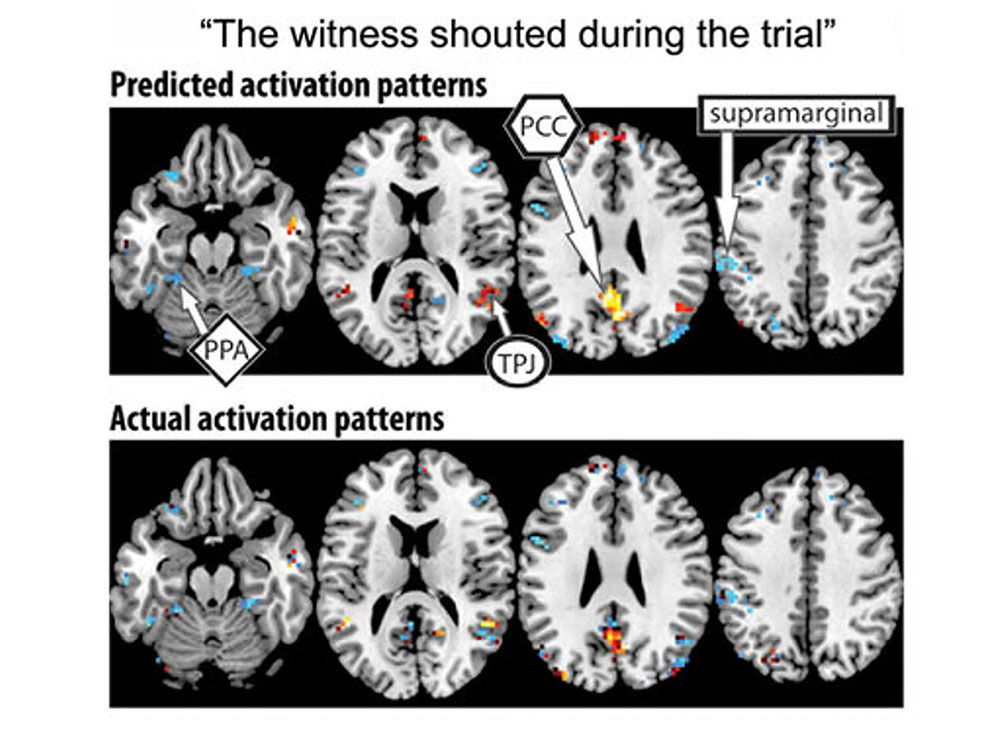 “The witness shouted during the trial”
Predicted activation patterns
PCC
supramarginal
PPA
TPJ
Actual activation patterns